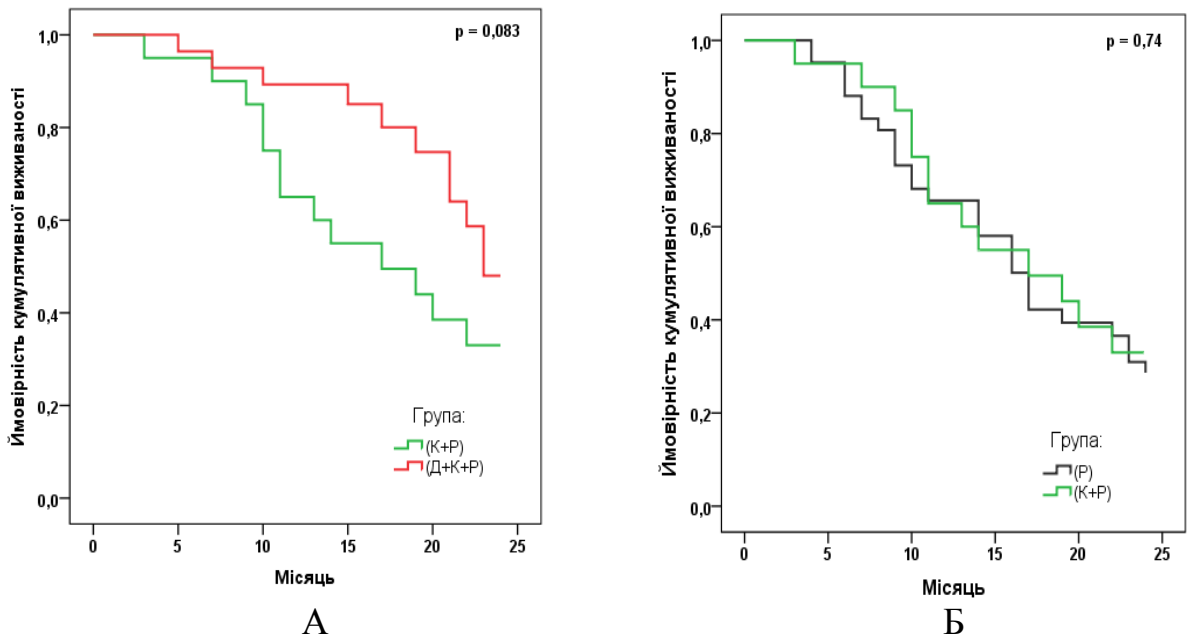 p = 0,083
Ймовірність кумулятивної виживаності
1,0
0,8
0,6
0,4
0,2
0,0
Група:
(К+Р)
(Д+К+Р)
0 5 10 15 20 25
Місяць
А
p = 0,74
Ймовірність кумулятивної виживаності
1,0
0,8
0,6
0,4
0,2
0,0
Група:
(Р)
(К+Р)
0 5 10 15 20 25
Місяць
Б